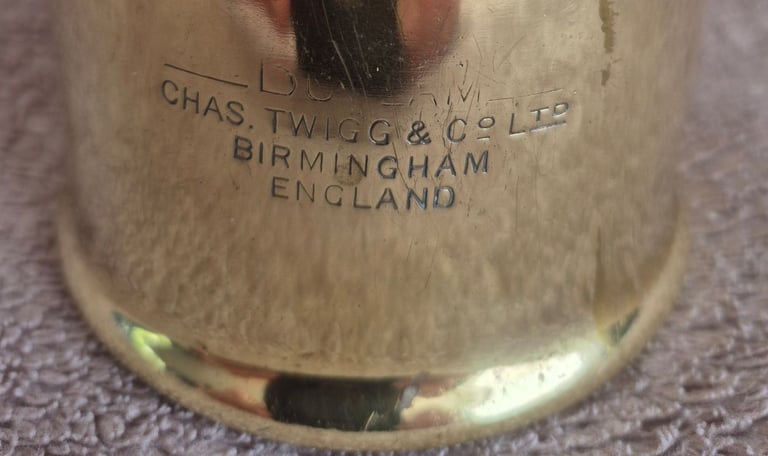 CHAS. TWIGG & Cº LTD
BIRMINGHAM
ENGLAND